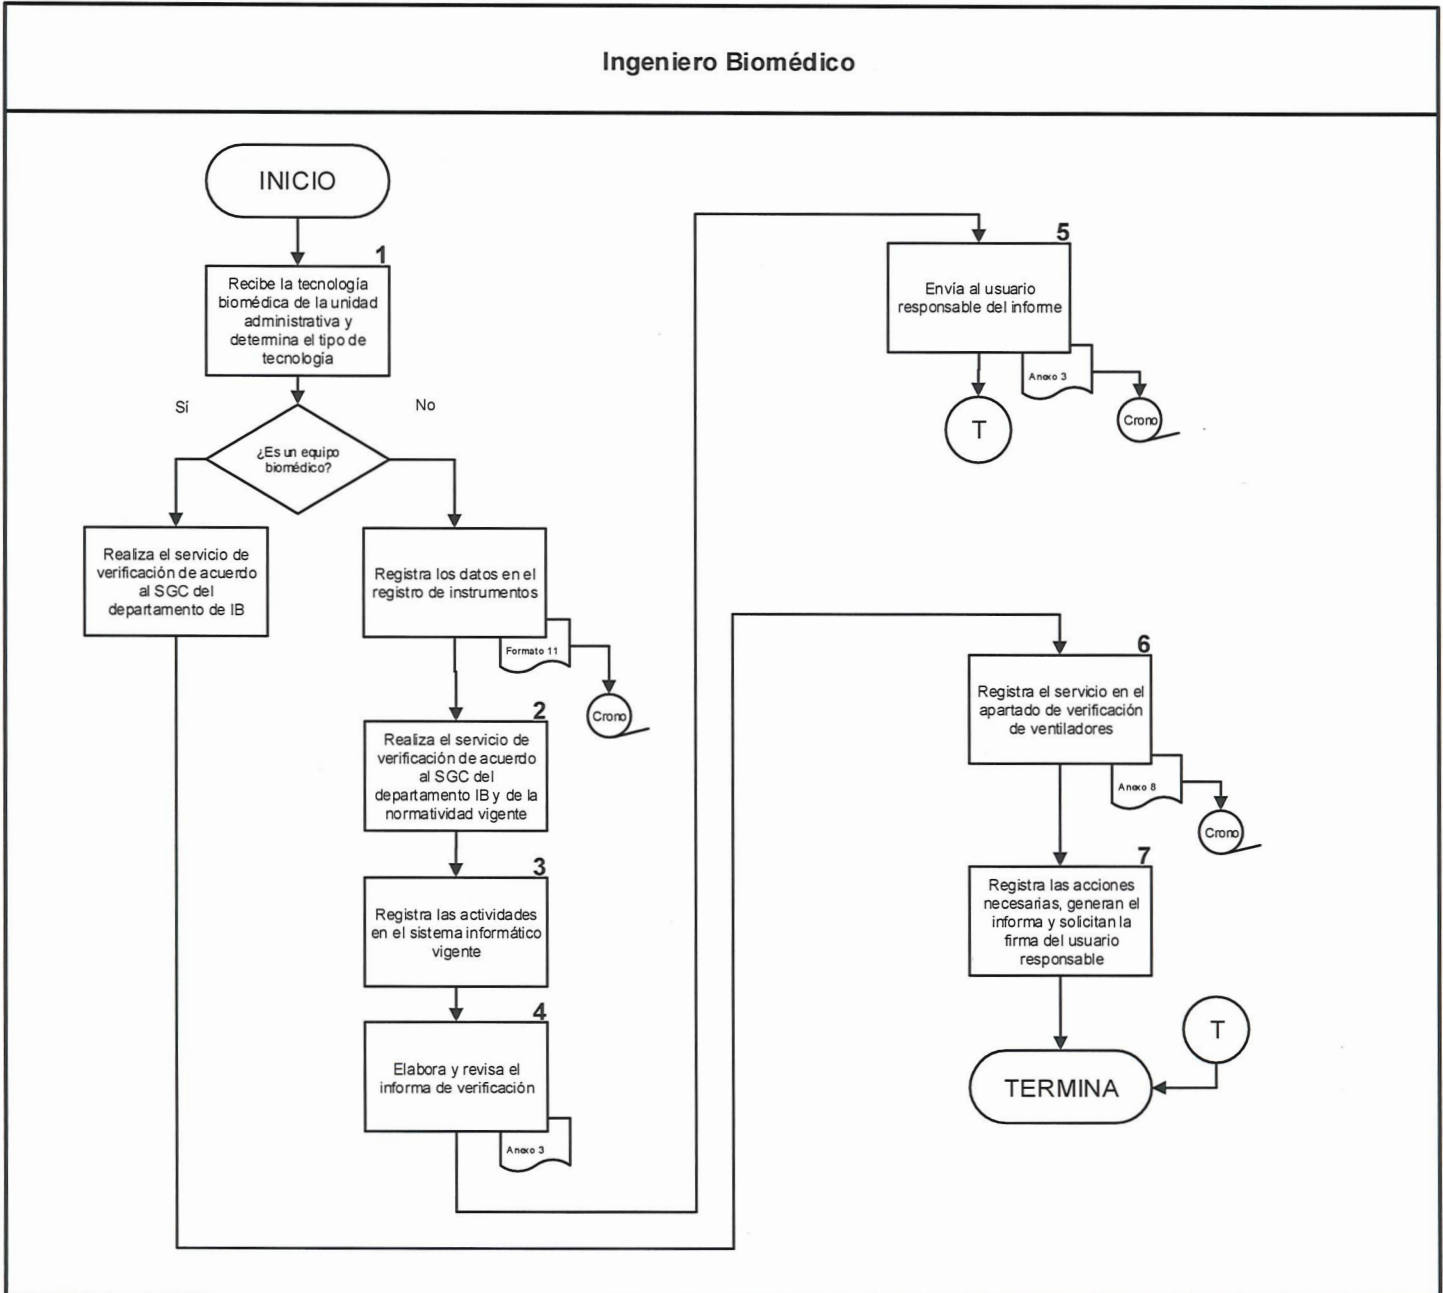 Ingeniero Biomédico
INICIO
1
Recibe la tecnología
biomédica de la unidad
administrativa y
determina el tipo de
tecnología
Sí
No
¿Es un equipo
biomédico?
Realiza el servicio de
verificación de acuerdo
al SGC del
departamento de IB
Registra los datos en el
registro de instrumentos
Formato 11
Crono
2
Realiza el servicio de
verificación de acuerdo
al SGC del
departamento IB y de la
normatividad vigente
3
Registra las actividades
en el sistema informático
vigente
4
Elabora y revisa el
informa de verificación
Anexo 3
5
Envía al usuario
responsable del informe
Anexo 3
Crono
T
6
Registra el servicio en el
apartado de verificación
de ventiladores
Anexo 8
Crono
7
Registra las acciones
necesarias, generan el
informa y solicitan la
firma del usuario
responsable
T
TERMINA